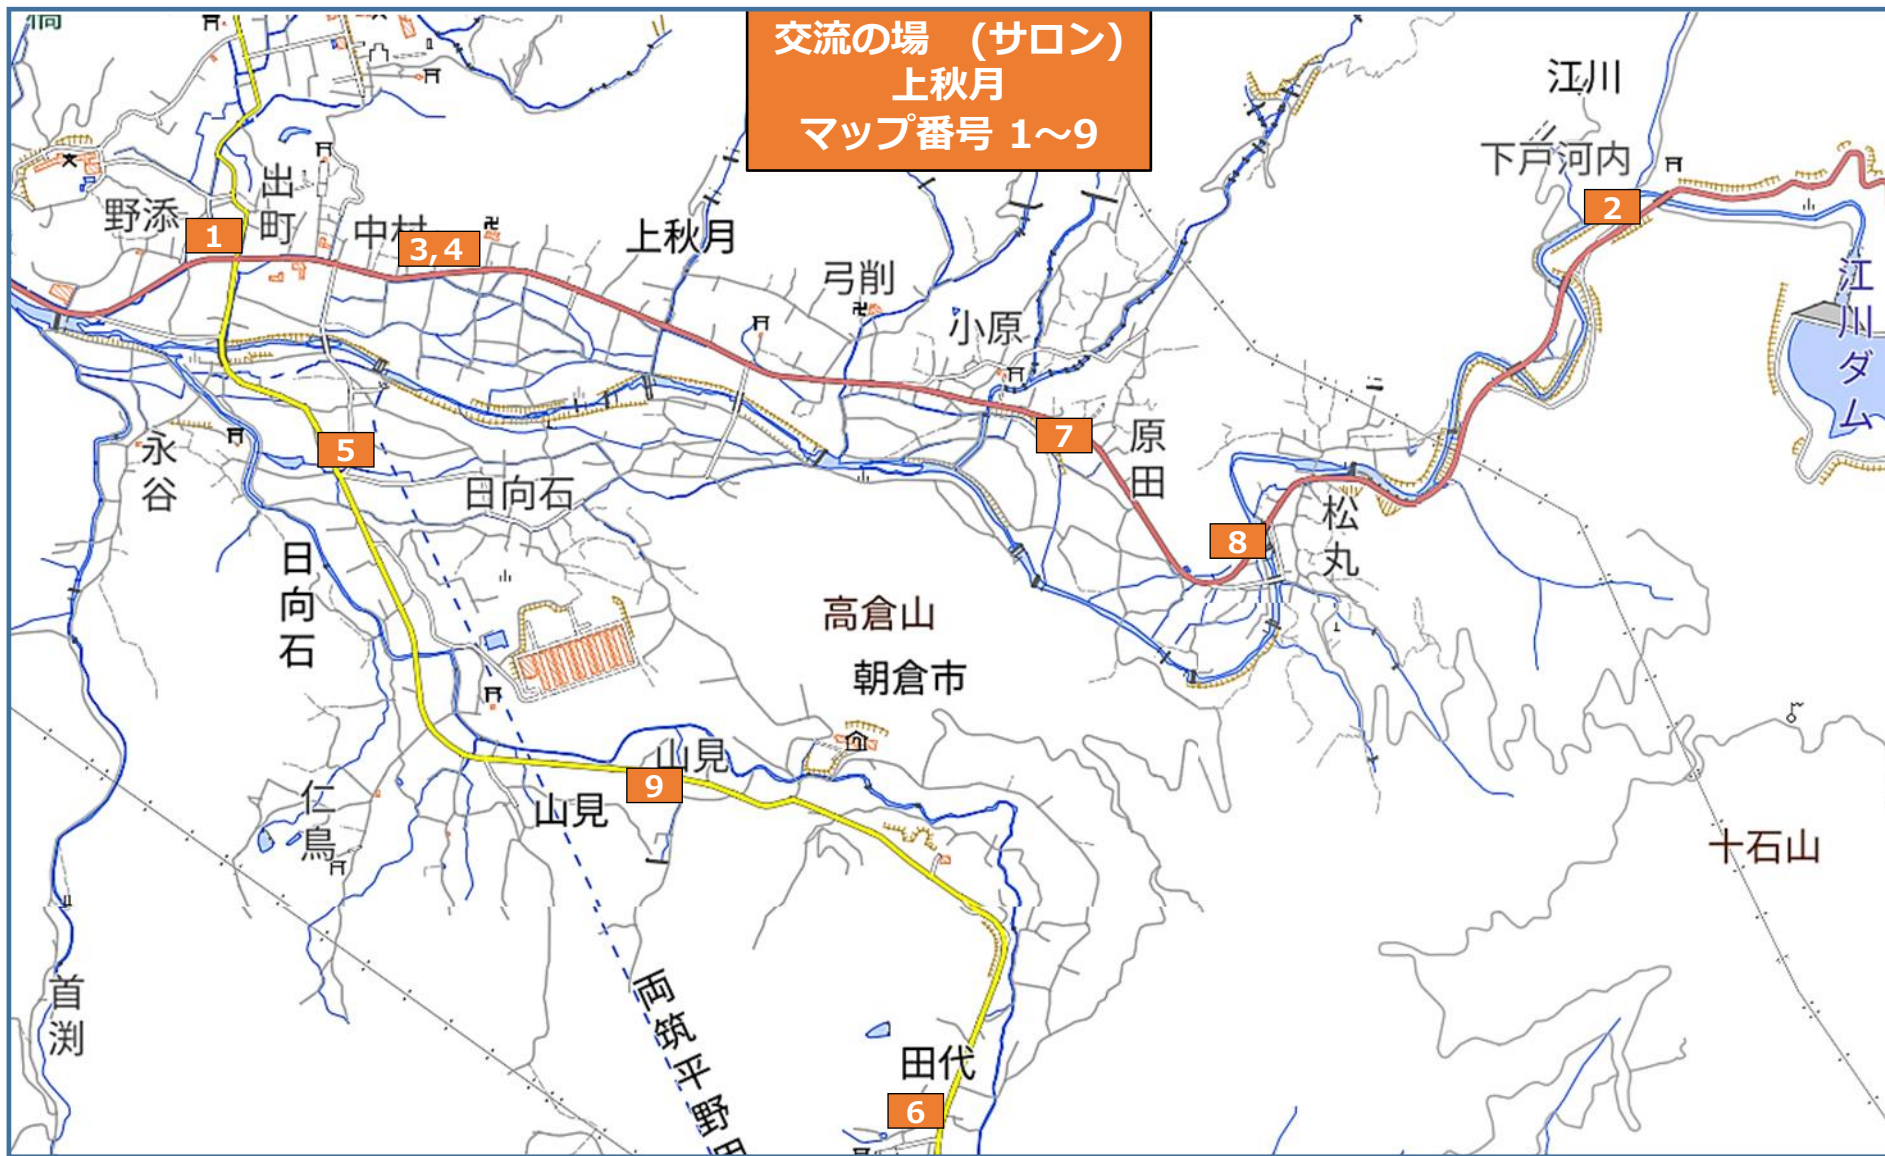 交流の場 (サロン)
上秋月
マップ番号 1～9
江川
下戸河内
2
出町
野添
1
中村
3,4
上秋月
弓削
小原
江川ダム
7
原田
永谷
5
日向石
松丸
8
日向石
高倉山
朝倉市
山見
9
仁鳥
山見
十石山
首渕
両筑平野用
田代
6